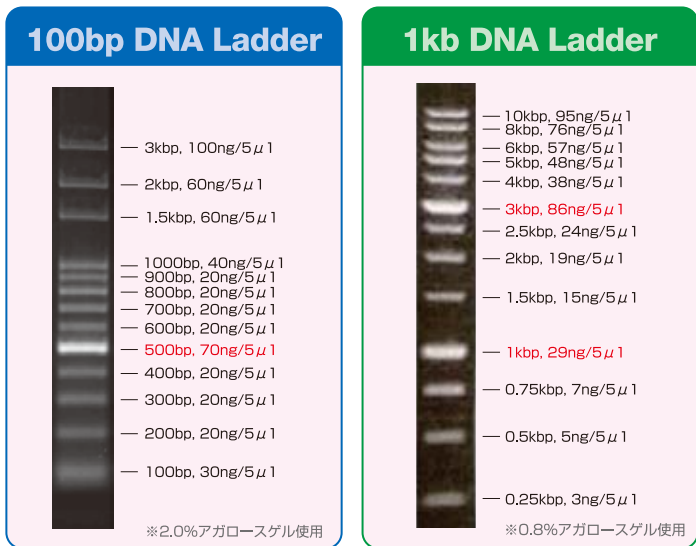 100bp DNA Ladder
3kbp, 100ng/5μl
2kbp, 60ng/5μl
1.5kbp, 60ng/5μl
1000bp, 40ng/5μl
900bp, 20ng/5μl
800bp, 20ng/5μl
700bp, 20ng/5μl
600bp, 20ng/5μl
500bp, 70ng/5μl
400bp, 20ng/5μl
300bp, 20ng/5μl
200bp, 20ng/5μl
100bp, 30ng/5μl
※2.0%アガロースゲル使用
1kb DNA Ladder
10kbp, 95ng/5μl
8kbp, 76ng/5μl
6kbp, 57ng/5μl
5kbp, 48ng/5μl
4kbp, 38ng/5μl
3kbp, 86ng/5μl
2.5kbp, 24ng/5μl
2kbp, 19ng/5μl
1.5kbp, 15ng/5μl
1kbp, 29ng/5μl
0.75kbp, 7ng/5μl
0.5kbp, 5ng/5μl
0.25kbp, 3ng/5μl
※0.8%アガロースゲル使用